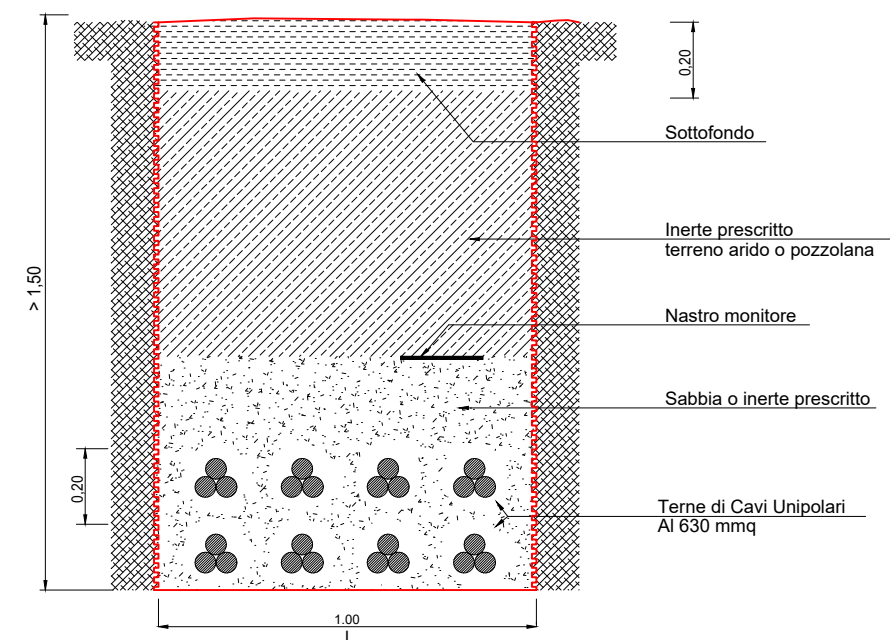 0,20
Sottofondo
Inerte prescritto
terreno arido o pozzolana
> 1,50
Nastro monitore
Sabbia o inerte prescritto
0,20
Terne di Cavi Unipolari
Al 630 mmq
1.00
L